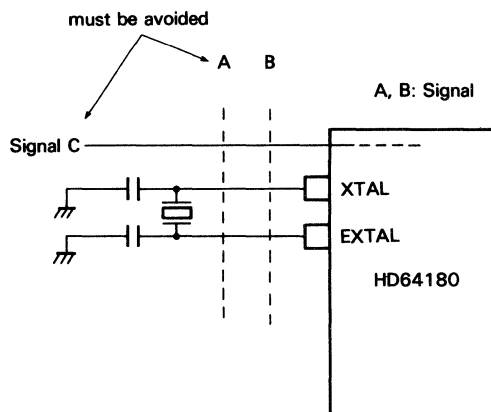 must be avoided
A B
A, B: Signal
Signal C
XTAL
EXTAL
HD64180